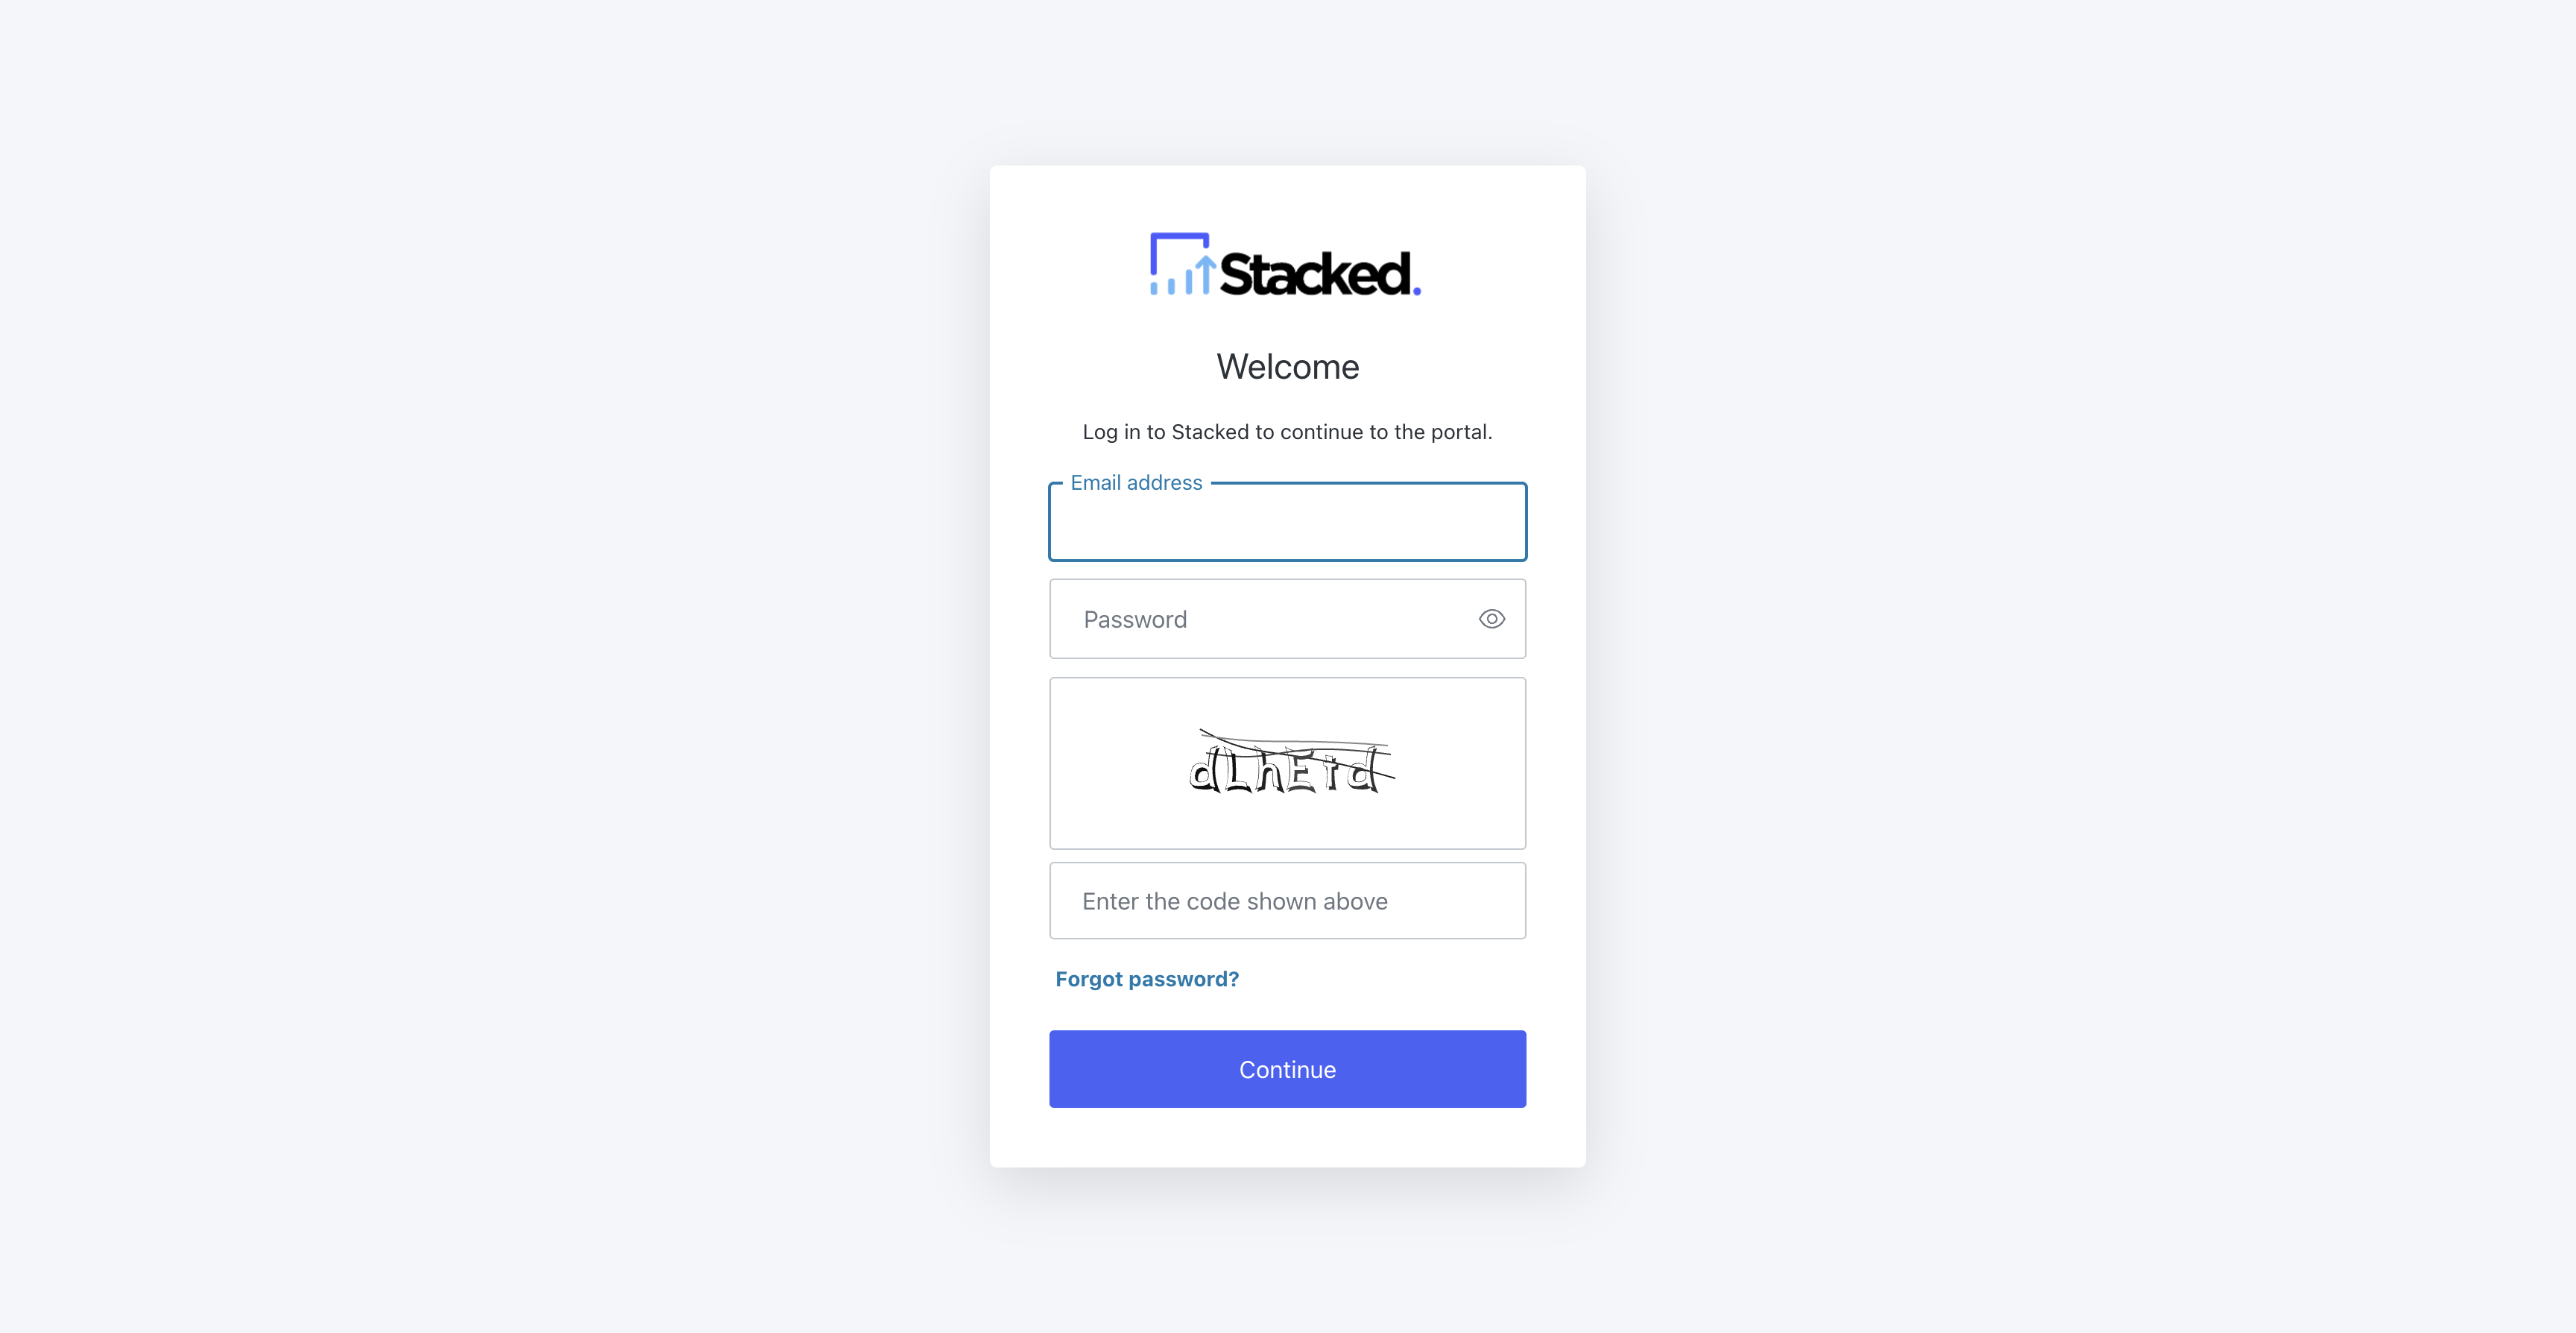 Stacked.
Welcome
Log in to Stacked to continue to the portal.
Email address
Password
Enter the code shown above
Forgot password?
Continue